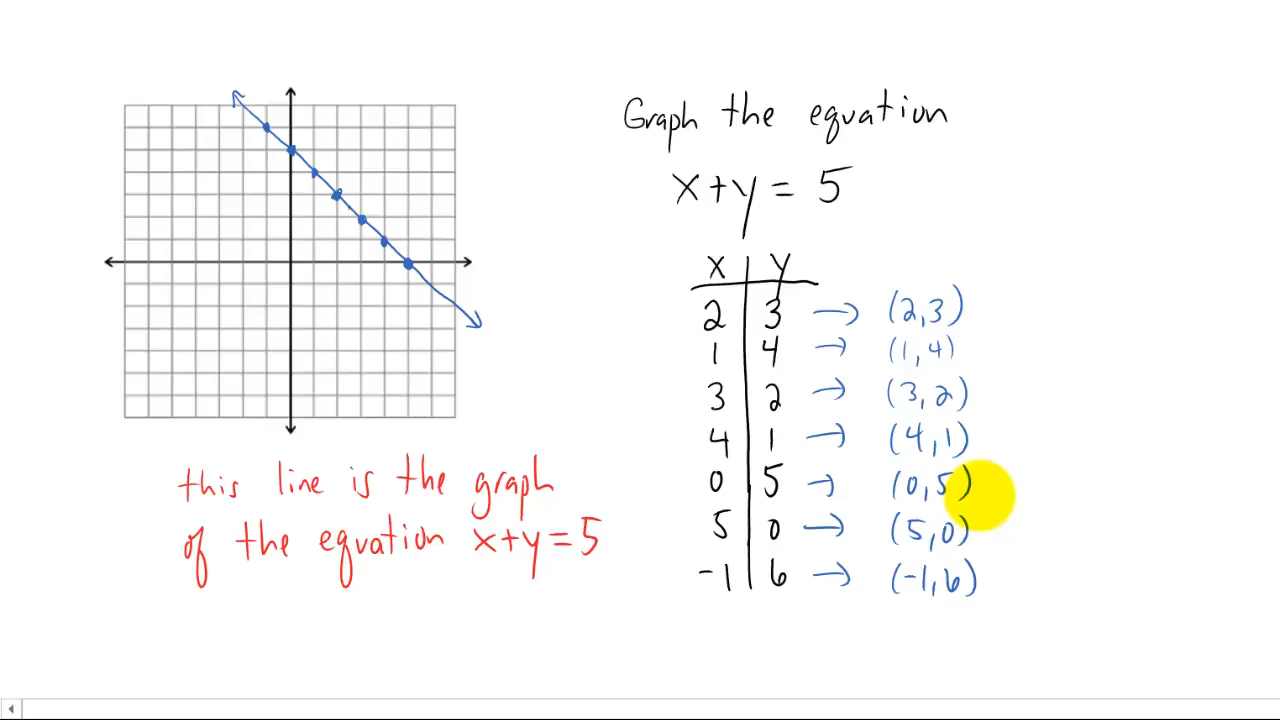 Graph the equation
x+y = 5
x y
2 3 → (2,3)
1 4 → (1,4)
3 2 → (3,2)
4 1 → (4,1)
0 5 → (0,5)
5 0 → (5,0)
-1 6 → (-1,6)
this line is the graph
of the equation x+y=5